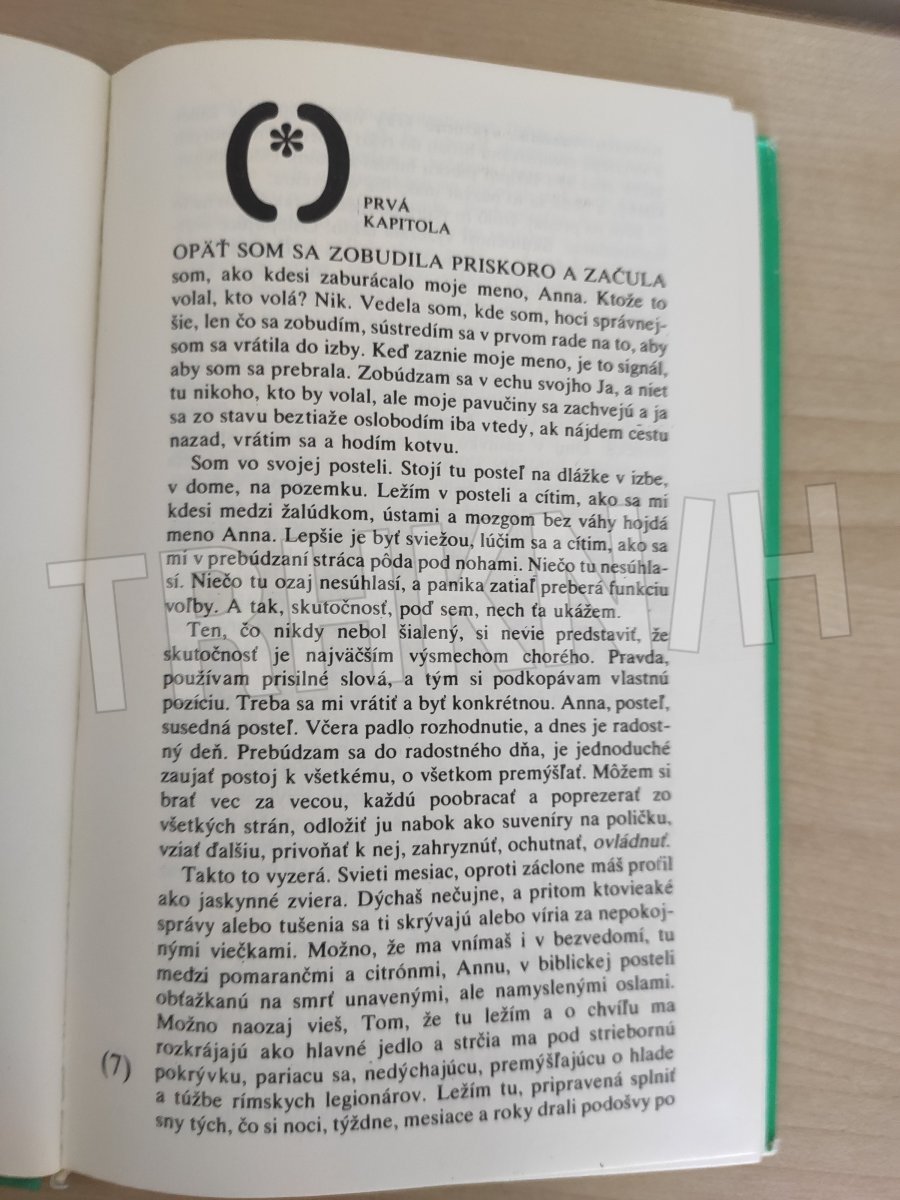 (*)
PRVÁ
KAPITOLA
OPÄŤ SOM SA ZOBUDILA PRISKORO A ZAČULA
som, ako kdesi zaburácalo moje meno, Anna. Ktože to
volal, kto volá? Nik. Vedela som, kde som, hoci správnej-
šie, len čo sa zobudím, sústredím sa v prvom rade na to, aby
som sa vrátila do izby. Keď zaznie moje meno, je to signál,
aby som sa prebrala. Zobúdzam sa v echu svojho Ja, a niet
tu nikoho, kto by volal, ale moje pavučiny sa zachvejú a ja
sa zo stavu beztiaže oslobodím iba vtedy, ak nájdem cestu
nazad, vrátim sa a hodím kotvu.
Som vo svojej posteli. Stojí tu posteľ na dlážke v izbe,
v dome, na pozemku. Ležím v posteli a cítim, ako sa mi
kdesi medzi žalúdkom, ústami a mozgom bez váhy hojdá
meno Anna. Lepšie je byť sviežou, lúčim sa a cítim, ako sa
mi v prebúdzaní stráca pôda pod nohami. Niečo tu nesúhla-
sí. Niečo tu ozaj nesúhlasí, a panika zatiaľ preberá funkciu
voľby. A tak, skutočnosť, poď sem, nech ťa ukážem.
Ten, čo nikdy nebol šialený, si nevie predstaviť, že
skutočnosť je najväčším výsmechom chorého. Pravda,
používam prisilné slová, a tým si podkopávam vlastnú
pozíciu. Treba sa mi vrátiť a byť konkrétnou. Anna, posteľ,
susedná posteľ. Včera padlo rozhodnutie, a dnes je radost-
ný deň. Prebúdzam sa do radostného dňa, je jednoduché
zaujať postoj k všetkému, o všetkom premýšľať. Môžem si
brať vec za vecou, každú poobracať a poprezerať zo
všetkých strán, odložiť ju nabok ako suveníry na poličku,
vziať ďalšiu, privoňať k nej, zahryznúť, ochutnať, ovládnuť.
Takto to vyzerá. Svieti mesiac, oproti záclone máš profil
ako jaskynné zviera. Dýchaš nečujne, a pritom ktovieaké
správy alebo tušenia sa ti skrývajú alebo víria za nepokoj-
nými viečkami. Možno, že ma vnímaš i v bezvedomí, tu
medzi pomarančmi a citrónmi, Annu, v biblickej posteli
obťažkanú na smrť unavenými, ale namyslenými oslami.
Možno naozaj vieš, Tom, že tu ležím a o chvíľu ma
rozkrájajú ako hlavné jedlo a strčia ma pod striebornú
pokrývku, pariacu sa, nedýchajúcu, premýšľajúcu o hlade
a túžbe rímskych legionárov. Ležím tu, pripravená splniť
sny tých, čo si noci, týždne, mesiace a roky drali podošvy po
(7)
TRHKNIH